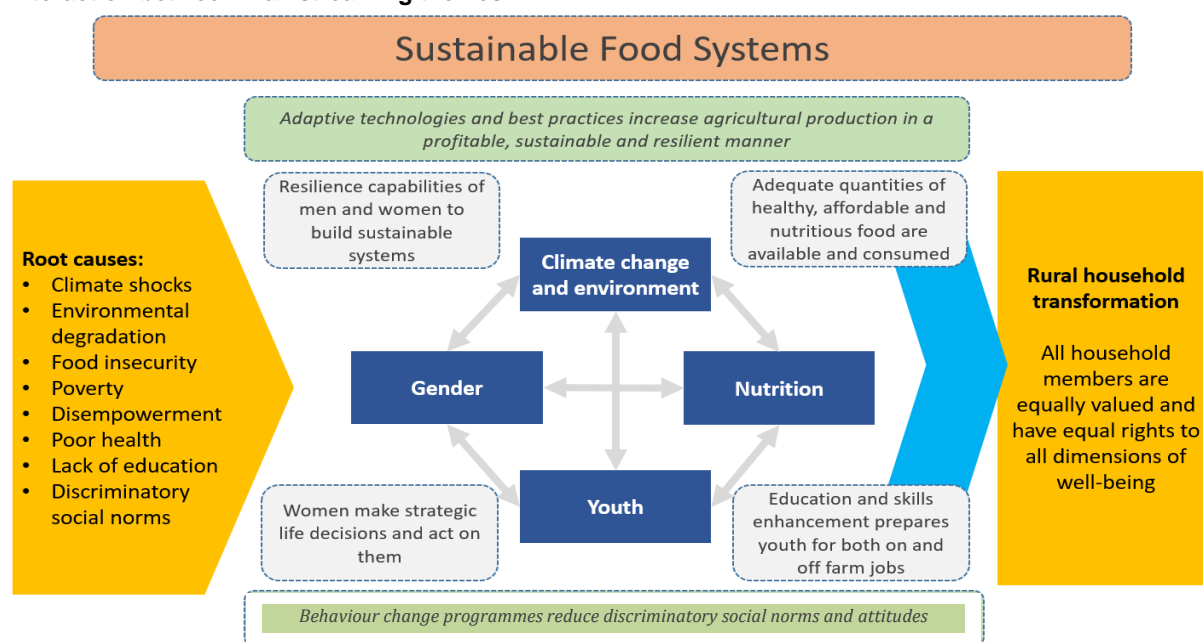 Sustainable Food Systems
Adaptive technologies and best practices increase agricultural production in a
profitable, sustainable and resilient manner
Root causes:
• Climate shocks
• Environmental
degradation
• Food insecurity
• Poverty
• Disempowerment
• Poor health
• Lack of education
• Discriminatory
social norms
Resilience capabilities of
men and women to
build sustainable
systems
Adequate quantities of
healthy, affordable and
nutritious food are
available and consumed
Climate change
and environment
Gender
Nutrition
Youth
Women make strategic
life decisions and act on
them
Education and skills
enhancement prepares
youth for both on and
off farm jobs
Rural household
transformation
All household
members are
equally valued and
have equal rights to
all dimensions of
well-being
Behaviour change programmes reduce discriminatory social norms and attitudes